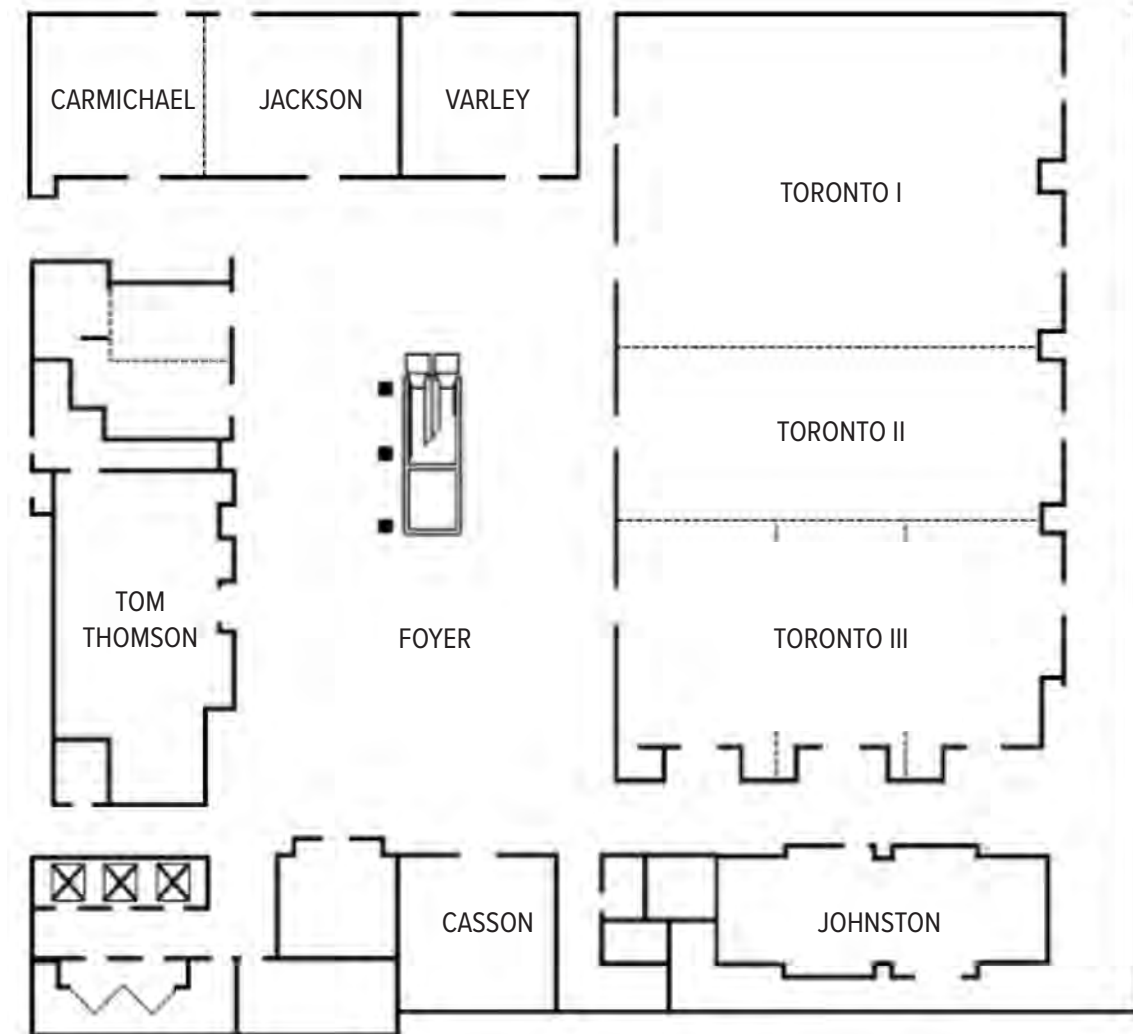 CARMICHAEL
JACKSON
VARLEY
TORONTO I
TORONTO II
TOM
THOMSON
FOYER
TORONTO III
CASSON
JOHNSTON